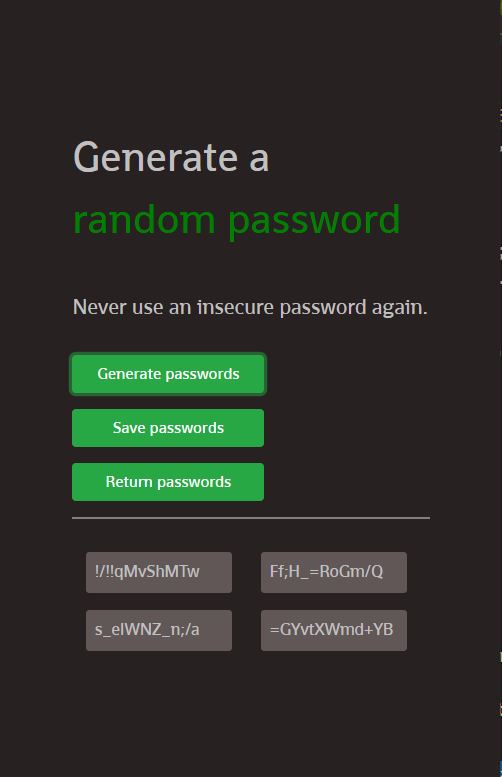 Generate a
random password
Never use an insecure password again.
Generate passwords
Save passwords
Return passwords
!/!!qMvShMTw Ff;H_=RoGm/Q
s_eIWNZ_n;/a =GYvtXWmd+YB